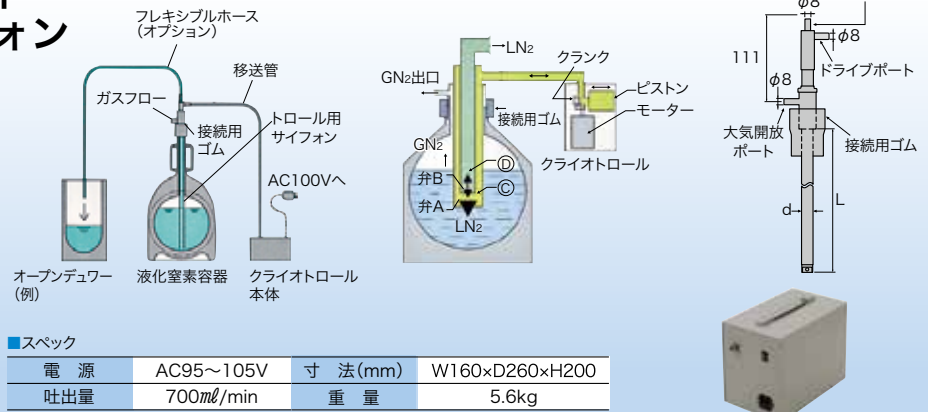 ォン
フレキシブルホース
(オプション)
移送管
ガスフロー
接続用
ゴム
トロール用
サイフォン
AC100Vへ
オープンデュワー
(例)
液化窒素容器
クライオトロール
本体
LN2
GN2出口
クランク
ピストン
モーター
接続用ゴム
GN2
クライオトロール
弁B
弁A
Ⓓ
Ⓒ
LN2
φ8
φ8
111
ドライブポート
φ8
大気開放
ポート
接続用ゴム
d
L
■スペック
電 源 AC95〜105V 寸 法(mm) W160×D260×H200
吐出量 700㎖/min 重 量 5.6kg